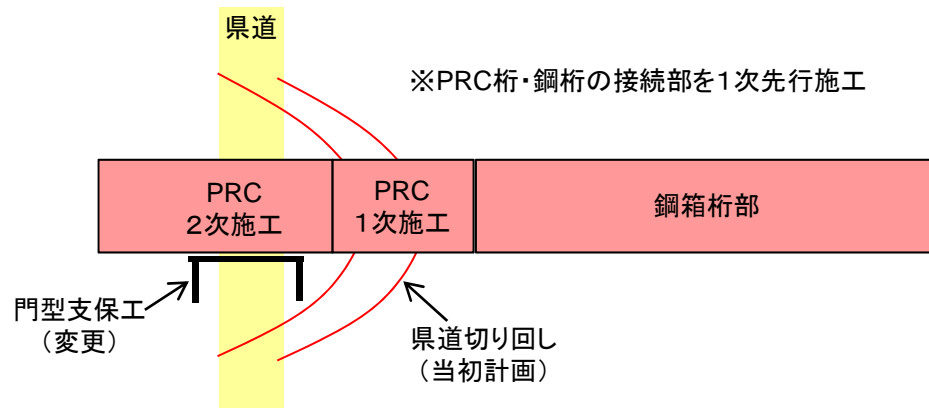 県道
※PRC桁・鋼桁の接続部を1次先行施工
PRC
2次施工
PRC
1次施工
鋼箱桁部
門型支保工
（変更）
県道切り回し
（当初計画）